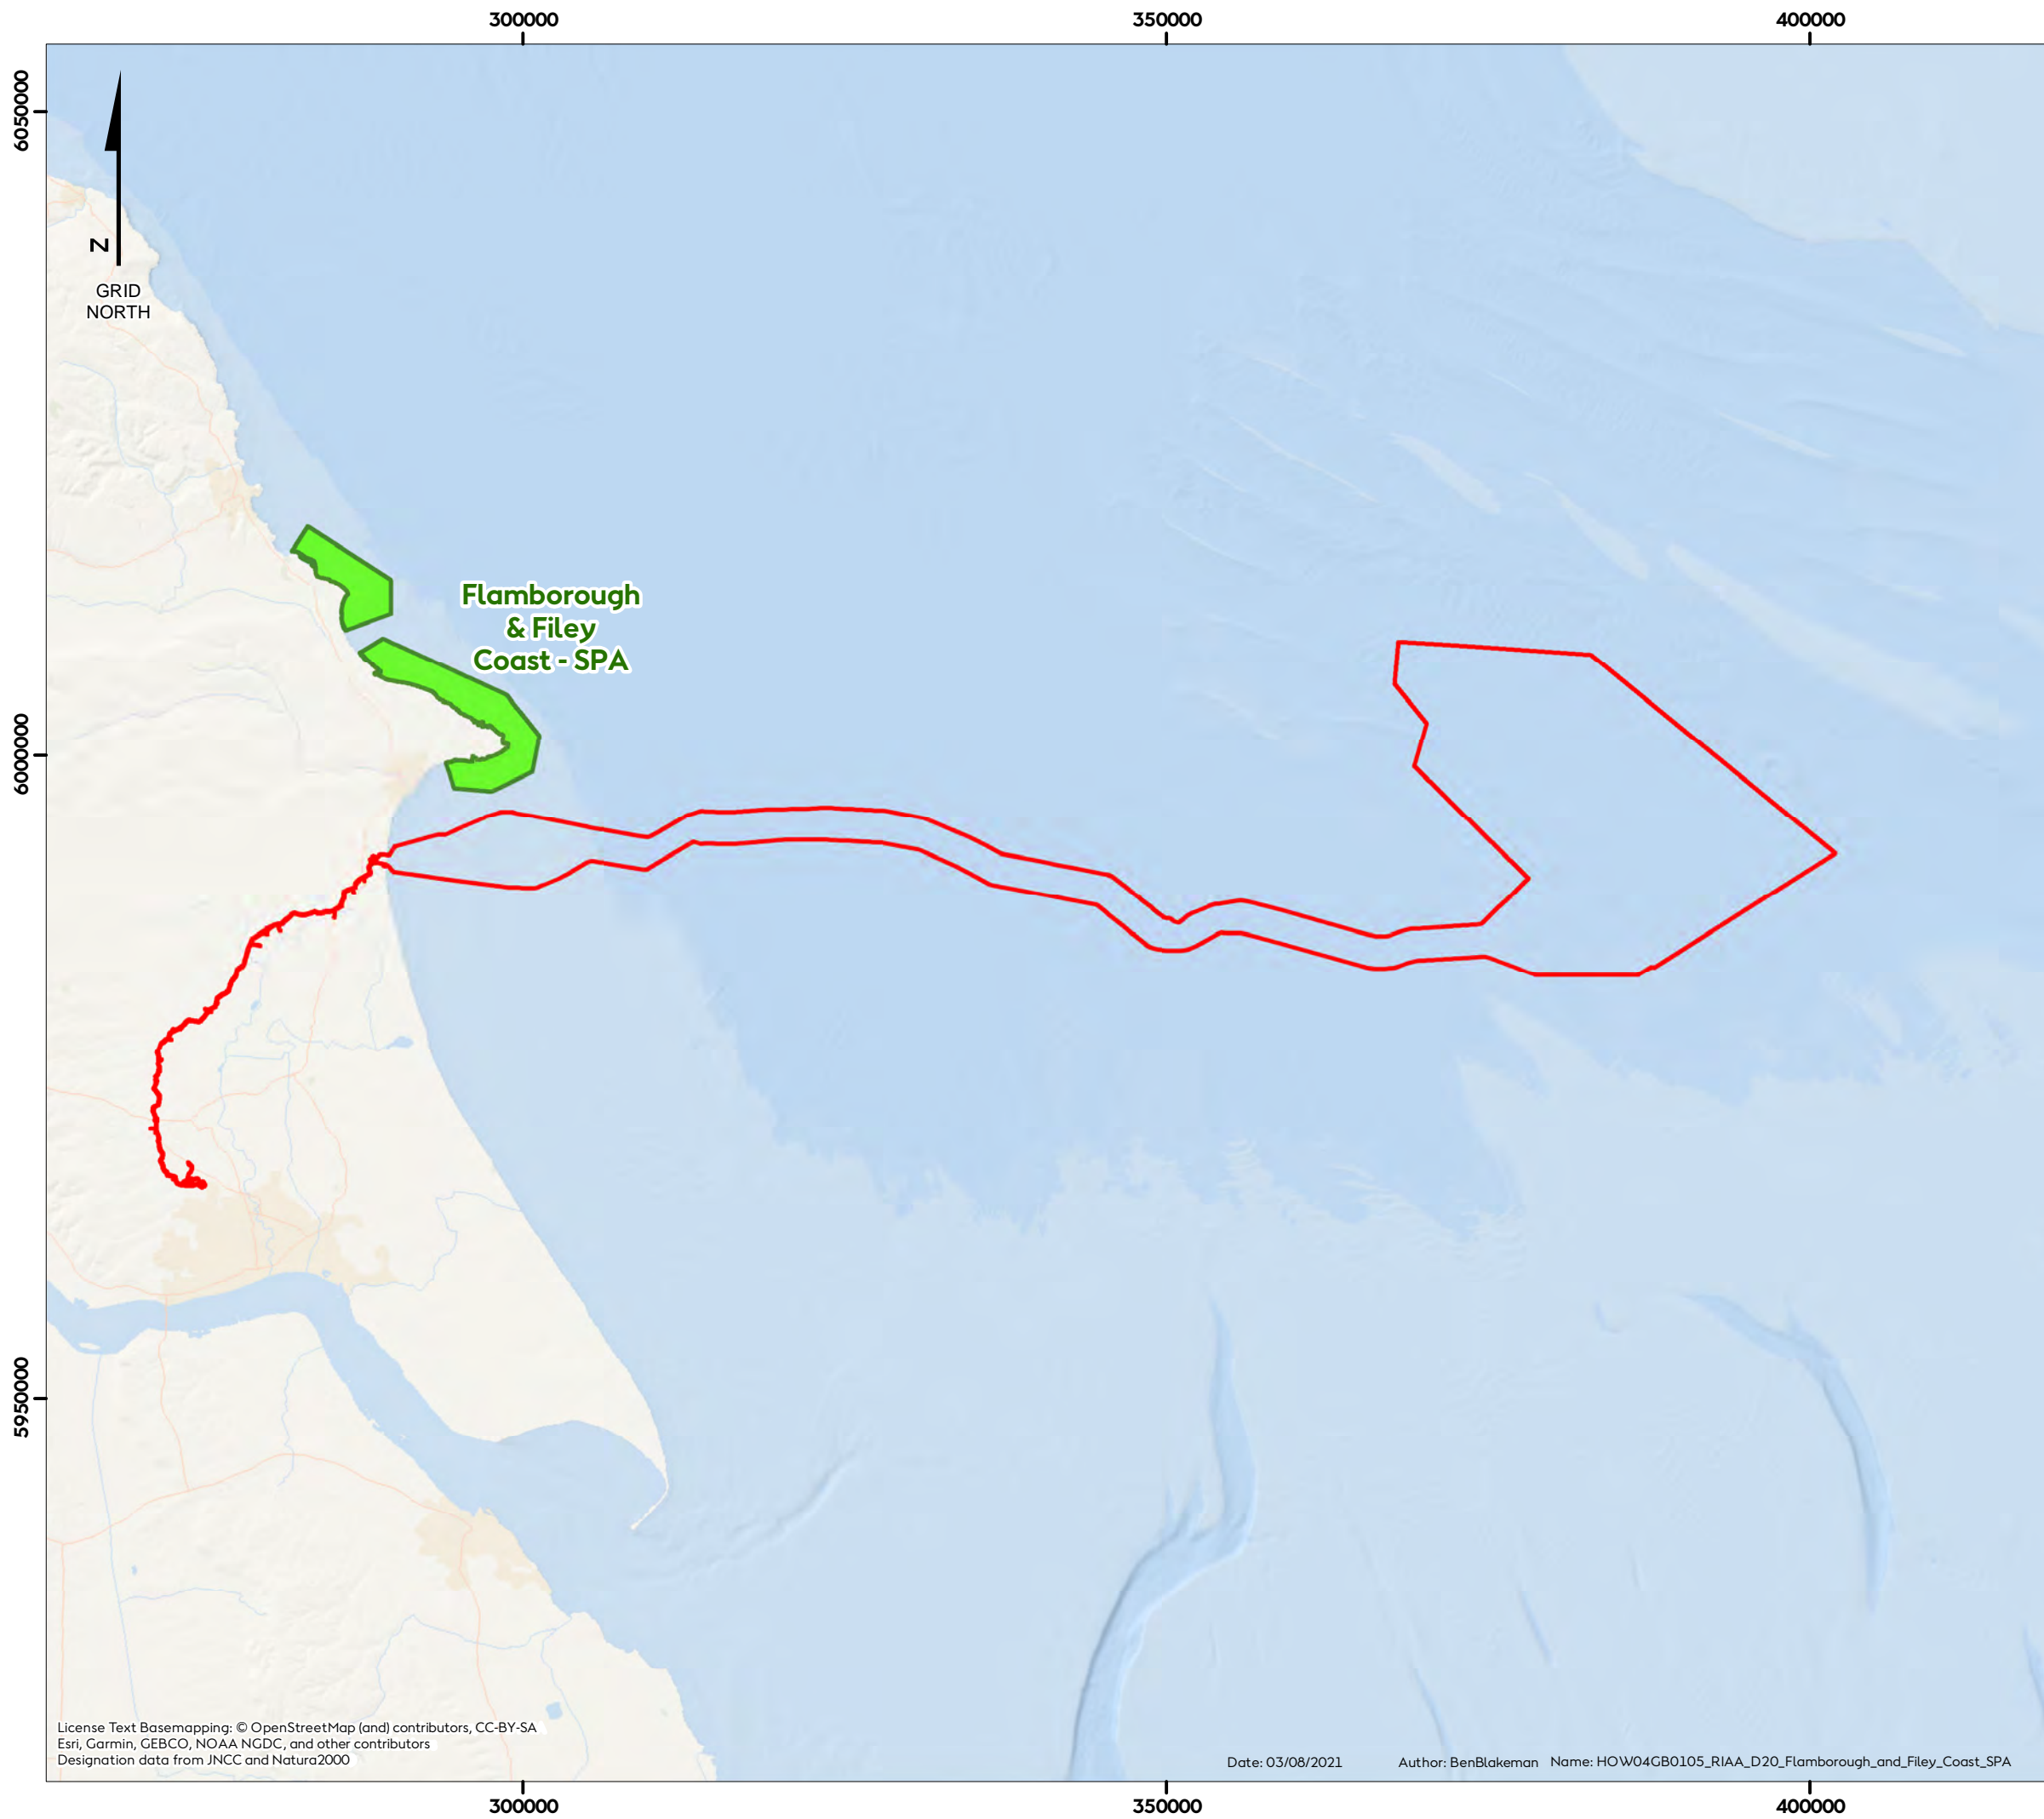 300000
350000
400000
6050000
N
GRID
NORTH
Flamborough
& Filey
Coast - SPA
6000000
5950000
License Text Basemapping: © OpenStreetMap (and) contributors, CC-BY-SA
Esri, Garmin, GEBCO, NOAA NGDC, and other contributors
Designation data from JNCC and Natura2000
Date: 03/08/2021 Author: BenBlakeman Name: HOW04GB0105_RIAA_D20_Flamborough_and_Filey_Coast_SPA
300000
350000
400000